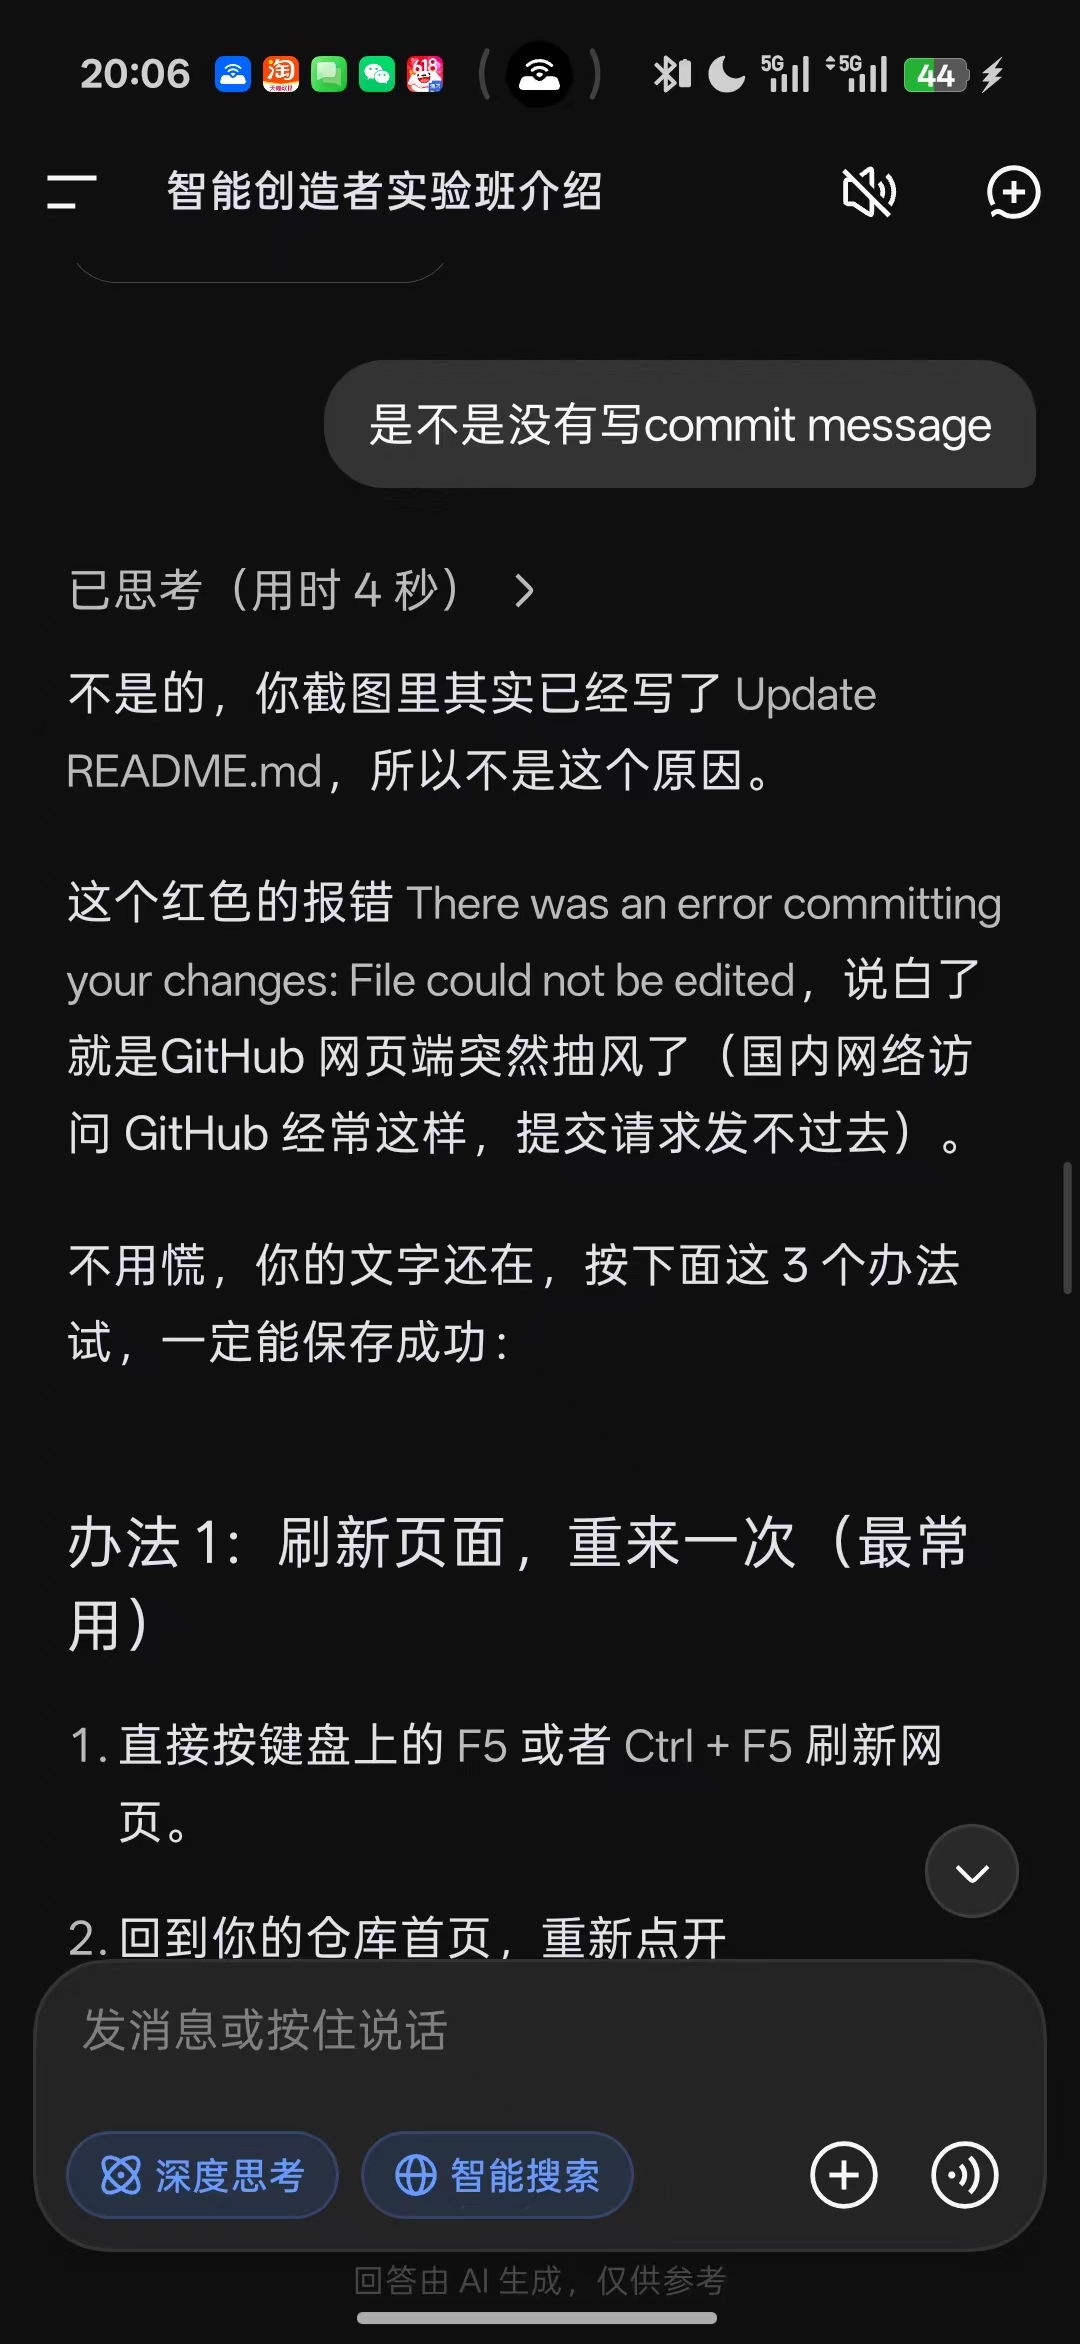 20:06
淘
618
5G
5G
44
智能创造者实验班介绍
是不是没有写commit message
已思考（用时 4 秒）
不是的，你截图里其实已经写了 Update
README.md，所以不是这个原因。
这个红色的报错 There was an error committing
your changes: File could not be edited，说白了
就是GitHub 网页端突然抽风了（国内网络访
问 GitHub 经常这样，提交请求发不过去）。
不用慌，你的文字还在，按下面这 3 个办法
试，一定能保存成功：
办法 1：刷新页面，重来一次（最常
用）
1. 直接按键盘上的 F5 或者 Ctrl + F5 刷新网
页。
2. 回到你的仓库首页，重新点开
发消息或按住说话
深度思考
智能搜索
回答由 AI 生成，仅供参考